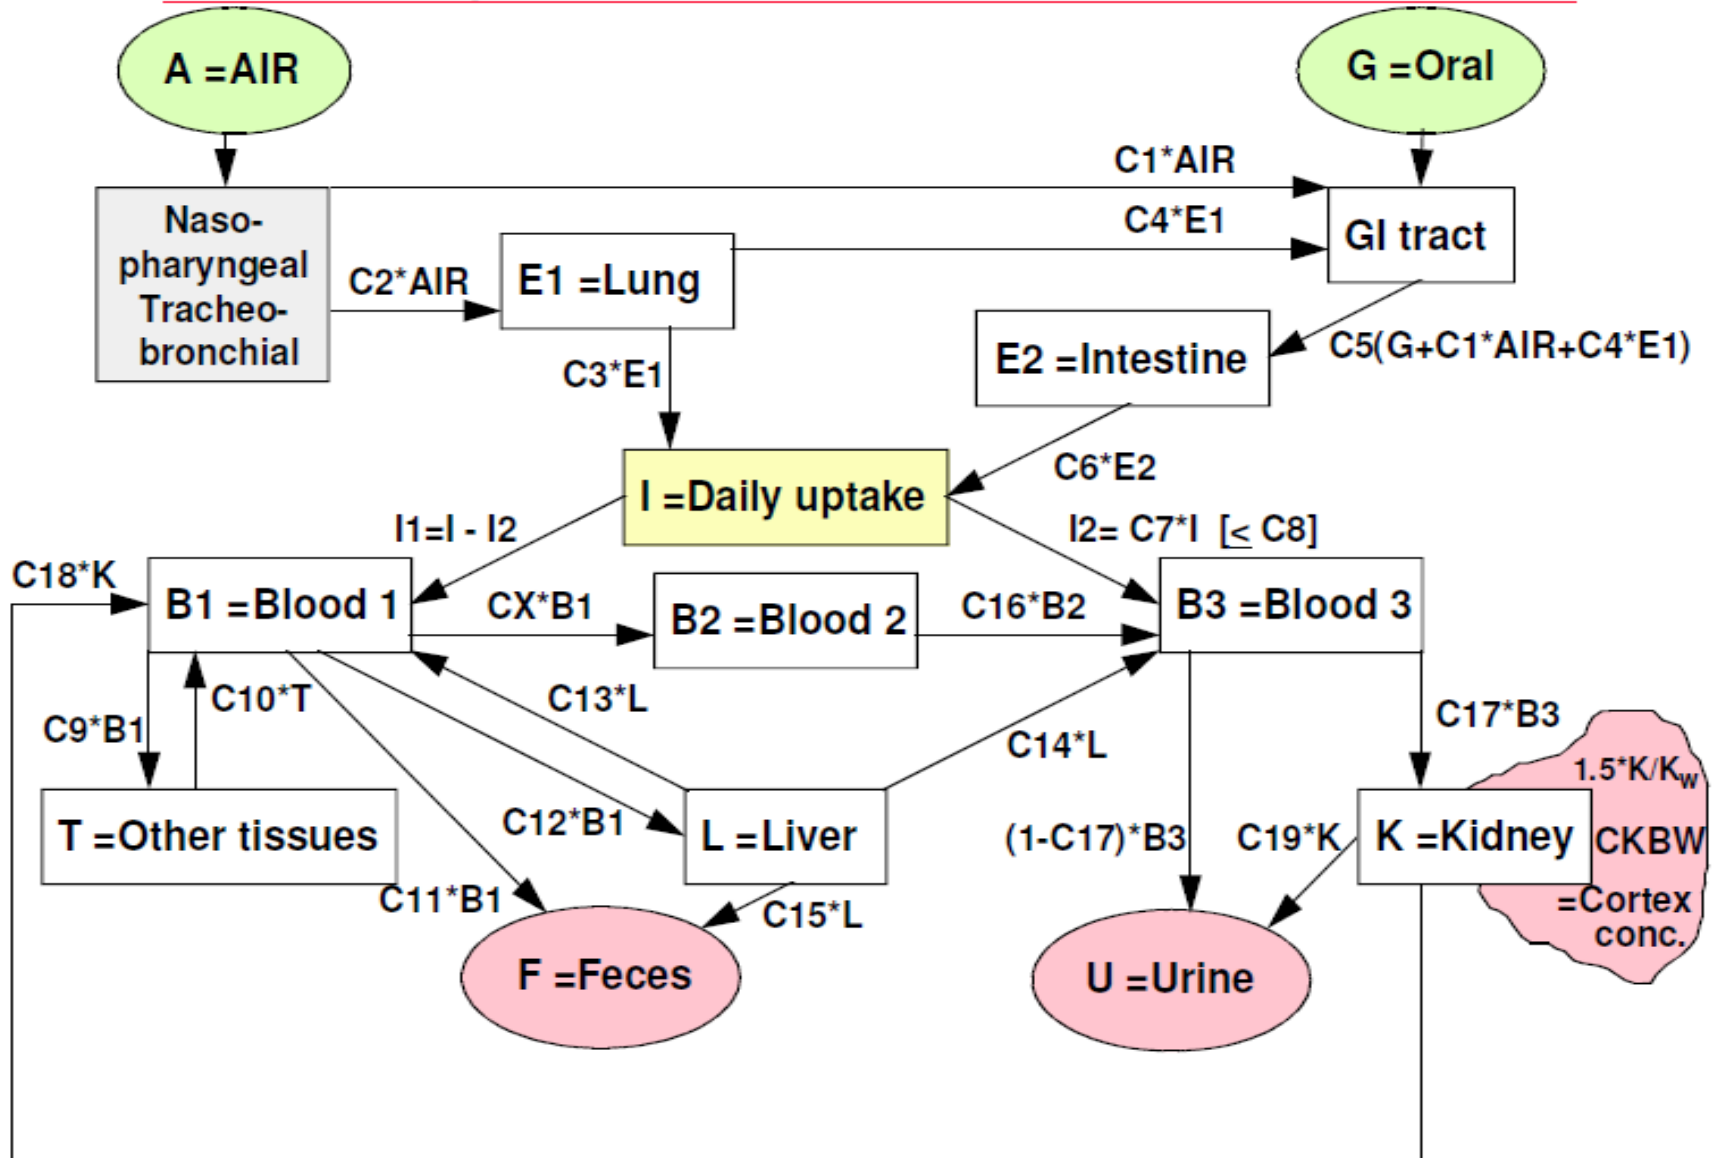 A =AIR
G =Oral
C1*AIR
Naso-
pharyngeal
Tracheo-
bronchial
C4*E1
GI tract
C2*AIR
E1 =Lung
C5(G+C1*AIR+C4*E1)
E2 =Intestine
C3*E1
C6*E2
I =Daily uptake
I1=I - I2
I2= C7*I [≤ C8]
C18*K
B1 =Blood 1
CX*B1
B2 =Blood 2
C16*B2
B3 =Blood 3
C9*B1
C10*T
C13*L
C14*L
C17*B3
1.5*K/KW
T =Other tissues
C12*B1
L =Liver
(1-C17)*B3
C19*K
K =Kidney
CKBW
=Cortex
conc.
C11*B1
C15*L
F =Feces
U =Urine